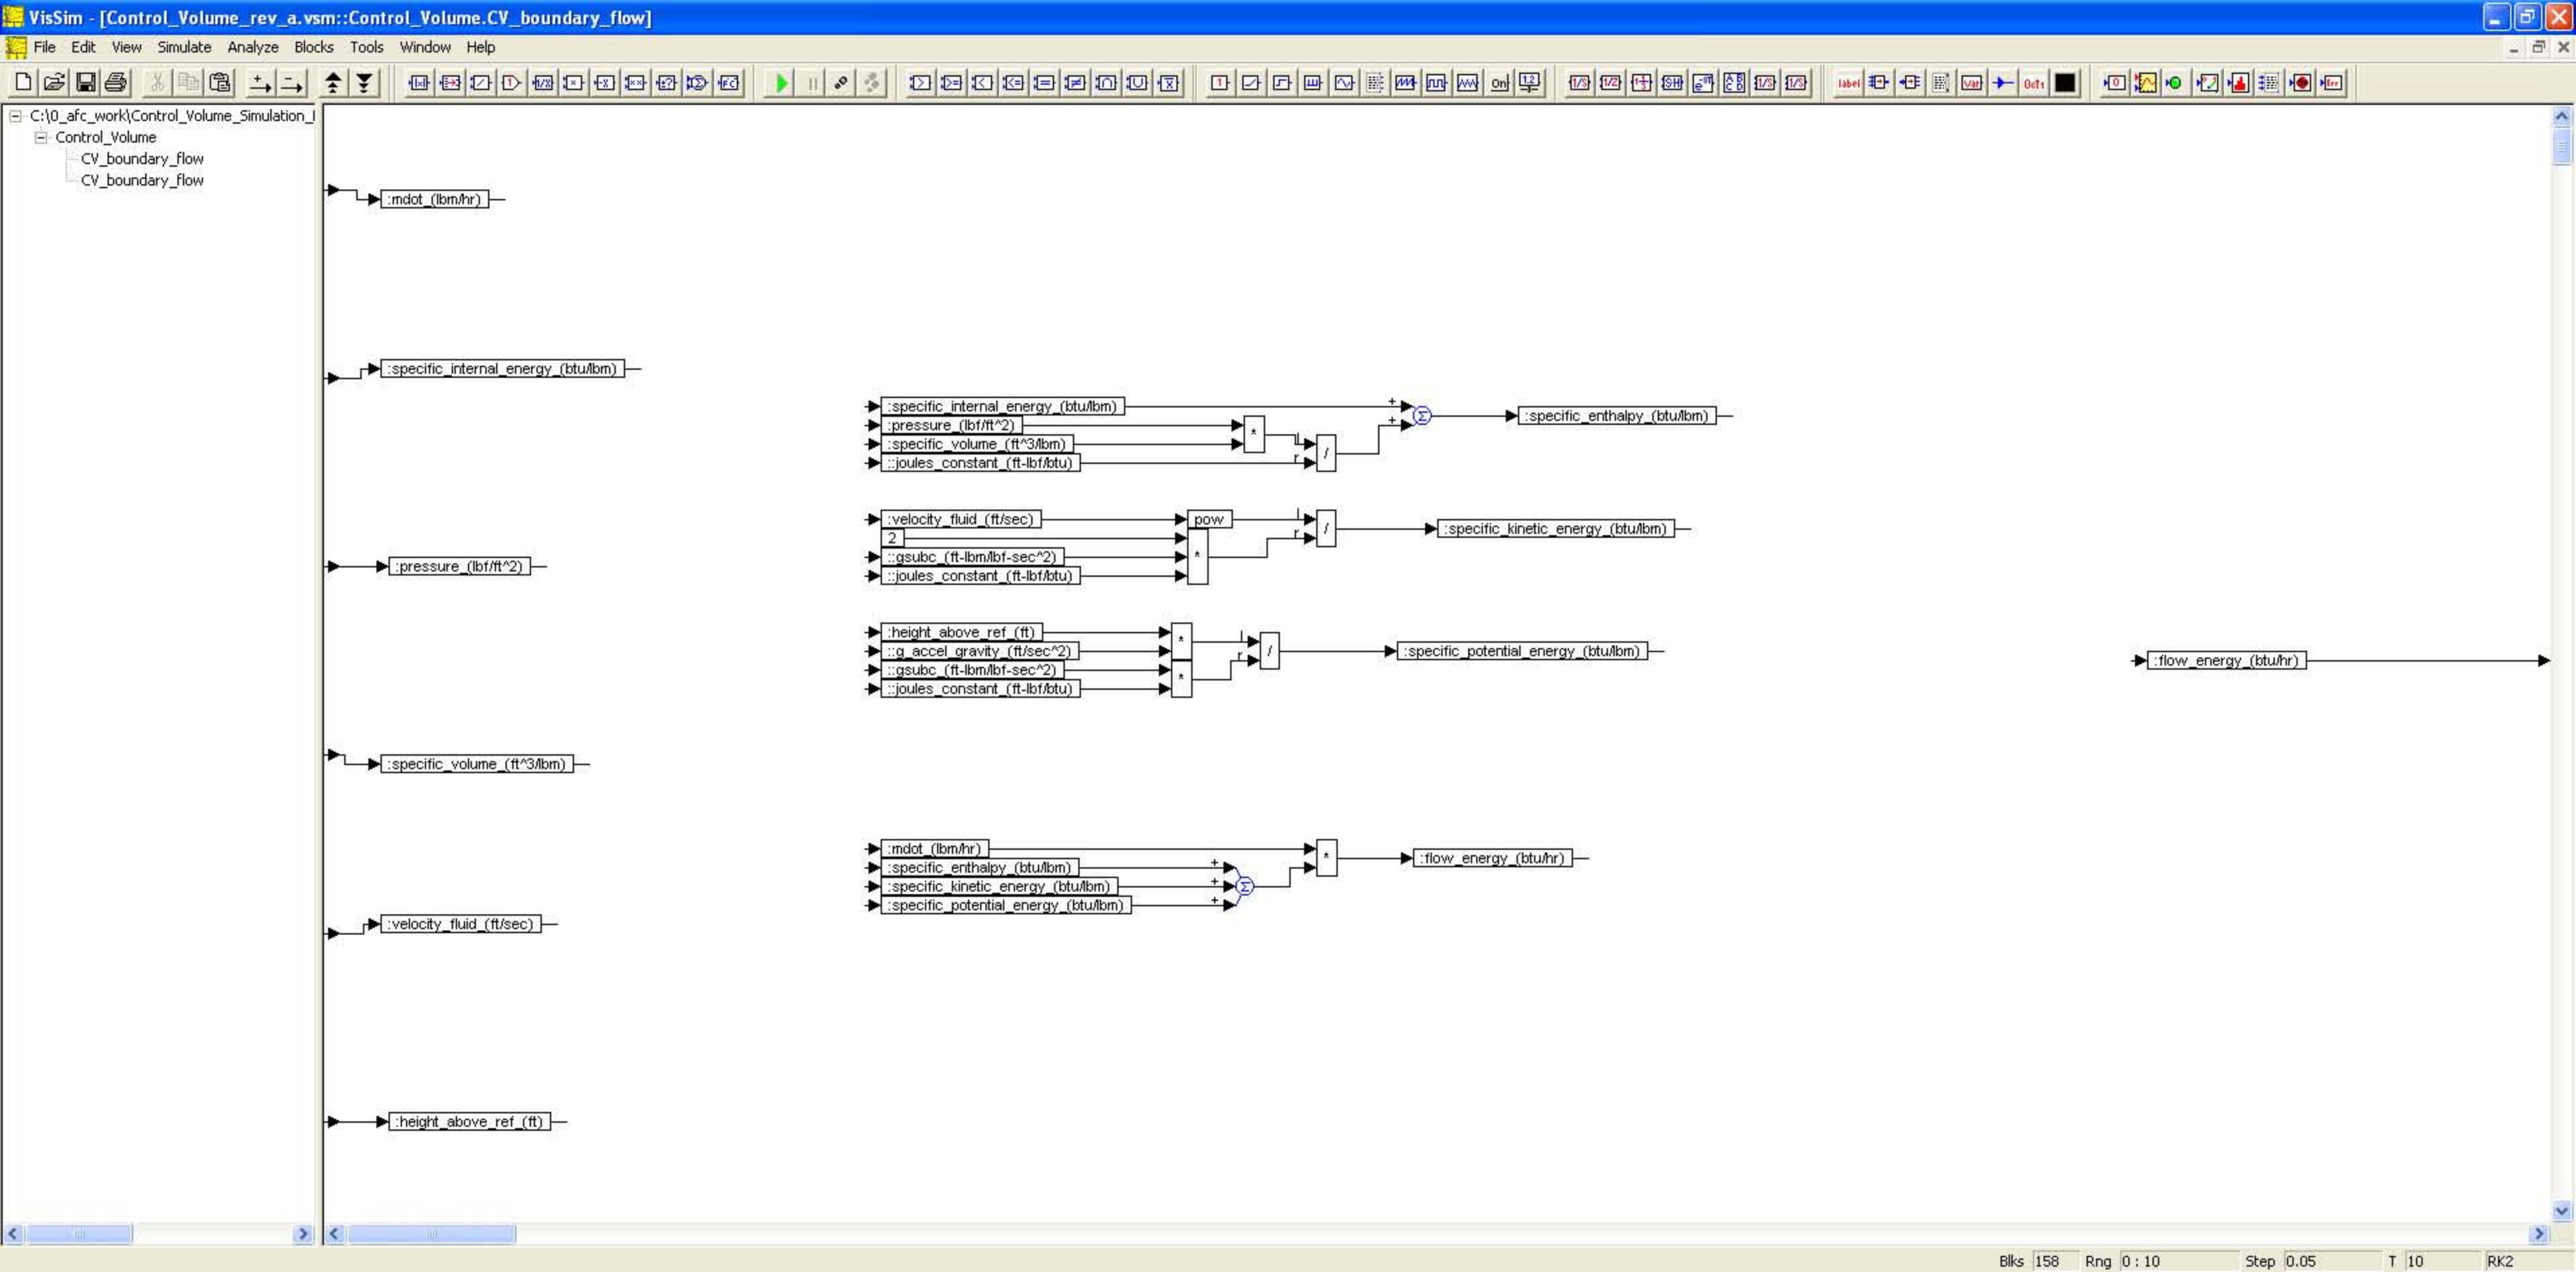 VisSim - [Control_Volume_rev_a.vsm::Control_Volume.CV_boundary_flow]
File Edit View Simulate Analyze Blocks Tools Window Help
label
var
C:\0_afc_work\Control_Volume_Simulation_
Control_Volume
CV_boundary_flow
CV_boundary_flow
:mdot_(lbm/hr)
:specific_internal_energy_(btu/lbm)
:pressure_(lbf/ft^2)
:specific_volume_(ft^3/lbm)
:velocity_fluid_(ft/sec)
:height_above_ref_(ft)
:specific_internal_energy_(btu/lbm)
:pressure_(lbf/ft^2)
:specific_volume_(ft^3/lbm)
::joules_constant_(ft-lbf/btu)
*
l
r
/
+
+
Σ
:specific_enthalpy_(btu/lbm)
:velocity_fluid_(ft/sec)
2
::gsubc_(ft-lbm/lbf-sec^2)
::joules_constant_(ft-lbf/btu)
pow
*
l
r
/
:specific_kinetic_energy_(btu/lbm)
:height_above_ref_(ft)
::g_accel_gravity_(ft/sec^2)
::gsubc_(ft-lbm/lbf-sec^2)
::joules_constant_(ft-lbf/btu)
*
*
l
r
/
:specific_potential_energy_(btu/lbm)
:flow_energy_(btu/hr)
:mdot_(lbm/hr)
:specific_enthalpy_(btu/lbm)
:specific_kinetic_energy_(btu/lbm)
:specific_potential_energy_(btu/lbm)
+
+
+
Σ
*
:flow_energy_(btu/hr)
Blks 158 Rng 0 : 10 Step 0.05 T 10 RK2